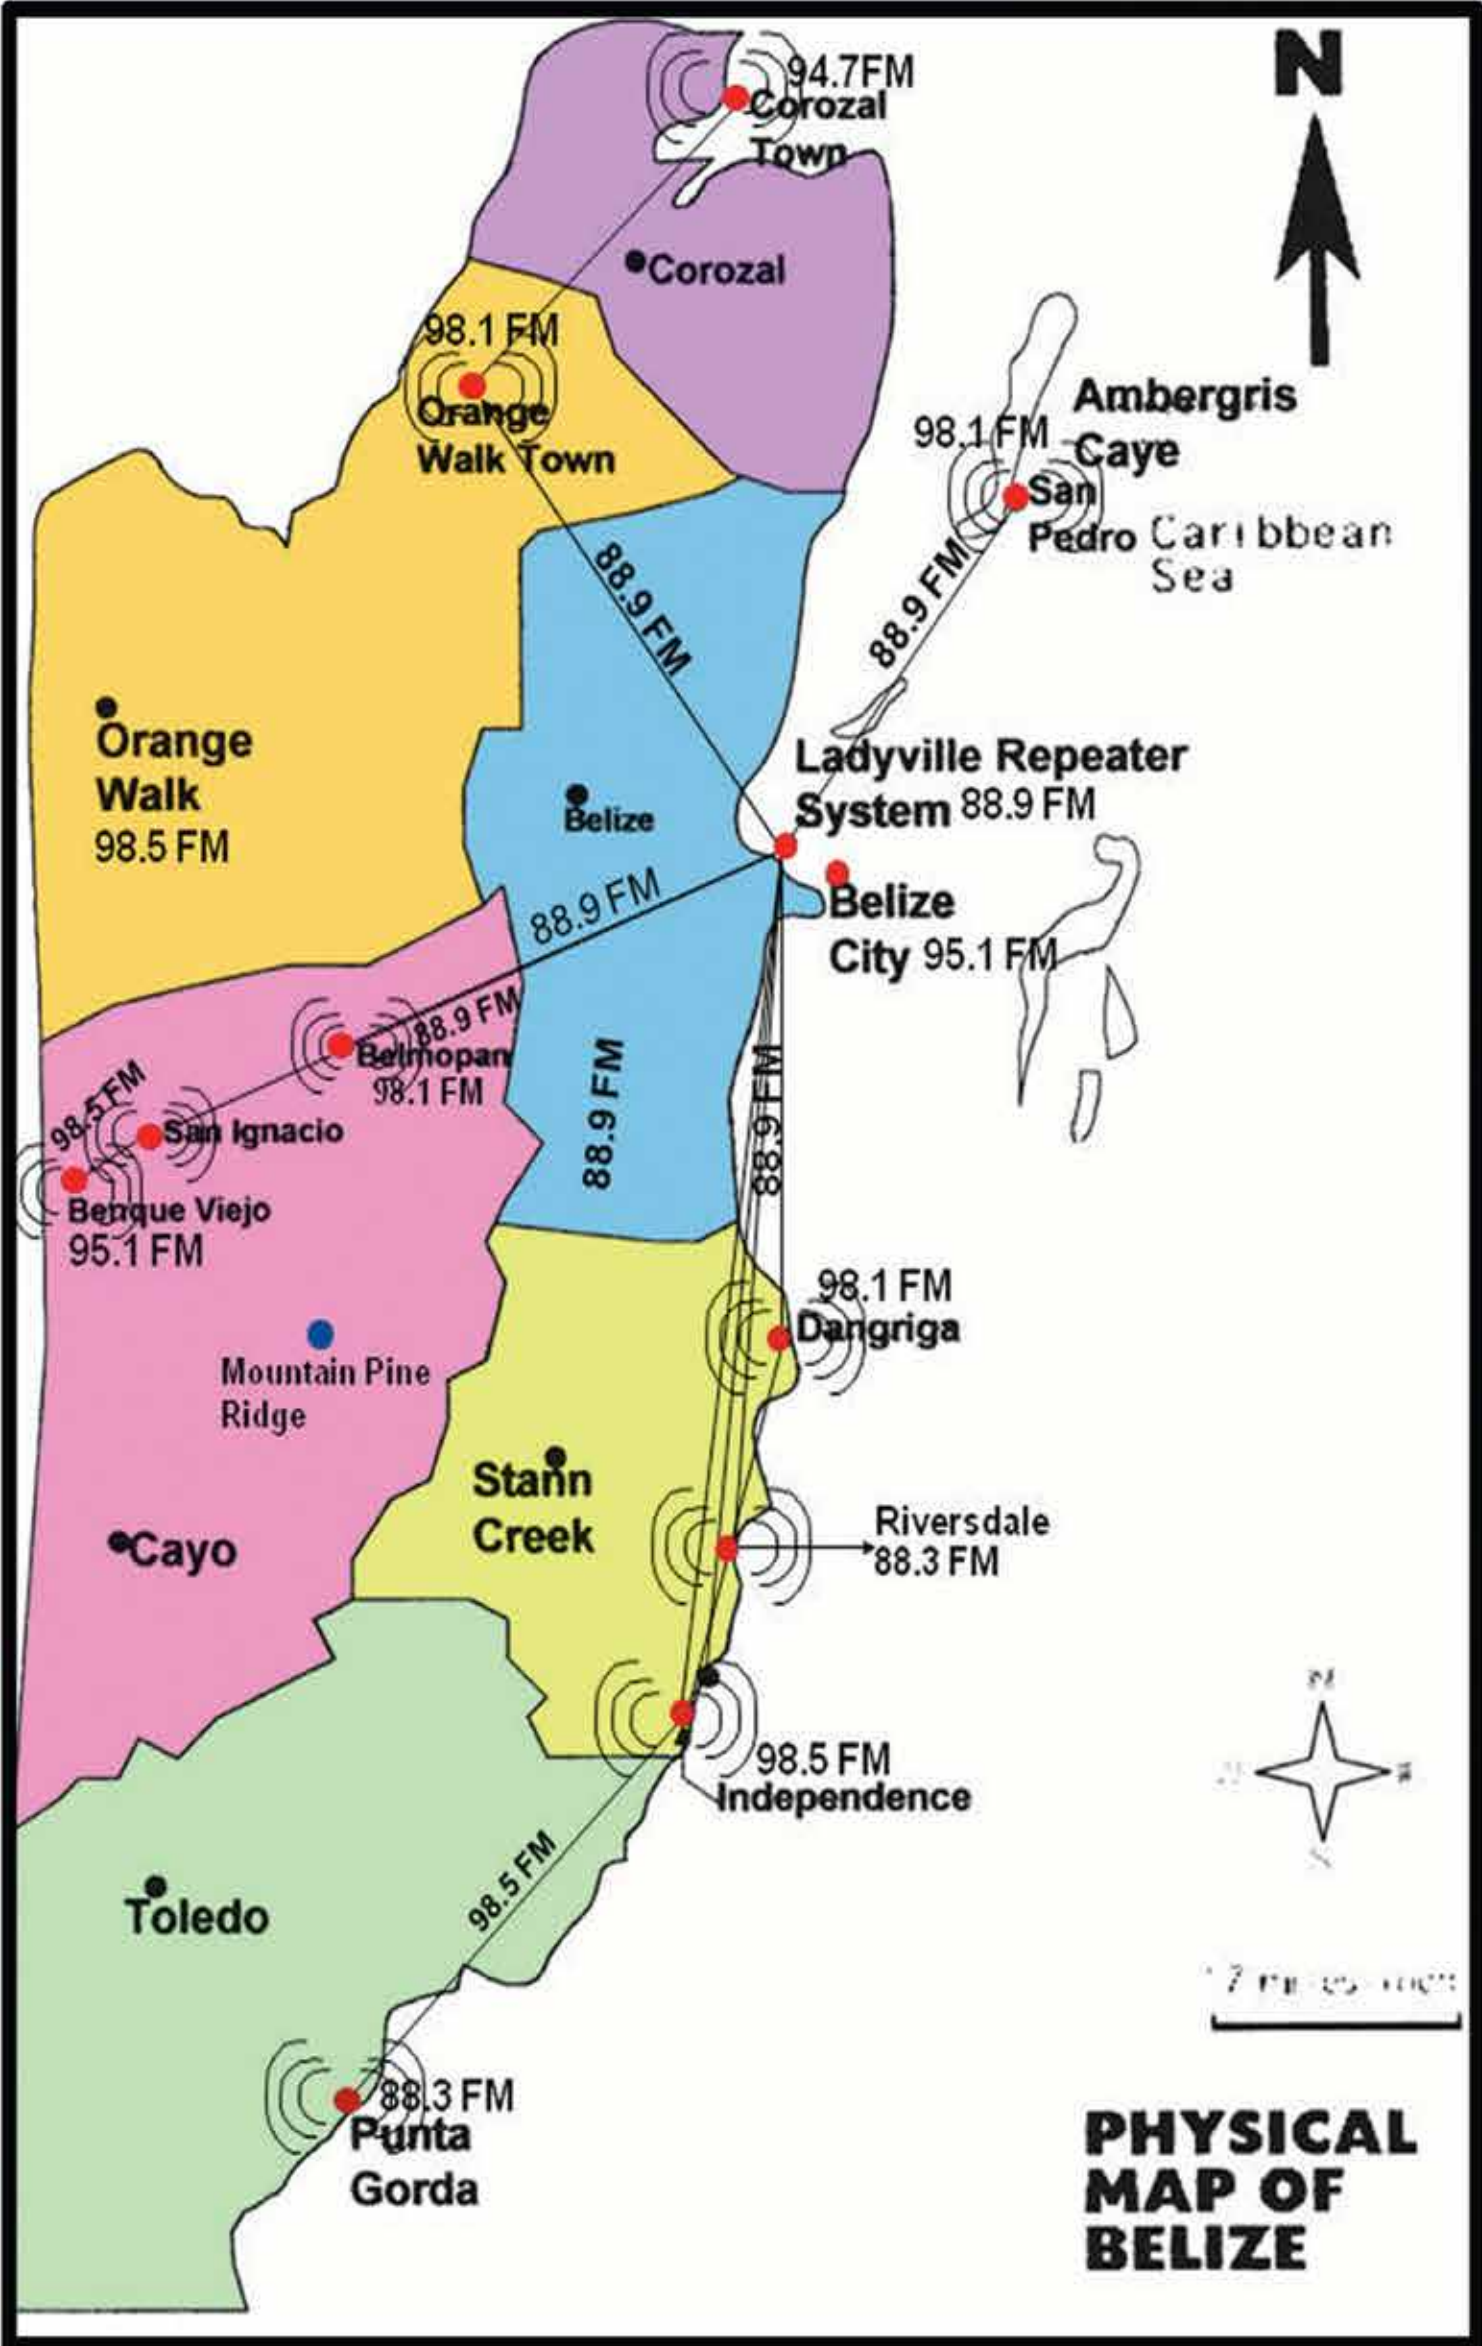 94.7FM
Corozal
Town
N
Corozal
98.1 FM
Orange
Walk Town
Ambergris
Caye
98.1 FM
San
Pedro
Caribbean
Sea
88.9 FM
88.9 FM
Orange
Walk
98.5 FM
Belize
Ladyville Repeater
System 88.9 FM
Belize
City 95.1 FM
88.9 FM
88.9 FM
Belmopan
98.1 FM
98.5 FM
San Ignacio
Benque Viejo
95.1 FM
88.9 FM
88.9 FM
98.1 FM
Dangriga
Mountain Pine
Ridge
Stann
Creek
Cayo
Riversdale
88.3 FM
98.5 FM
Independence
98.5 FM
Toledo
88.3 FM
Punta
Gorda
PHYSICAL
MAP OF
BELIZE